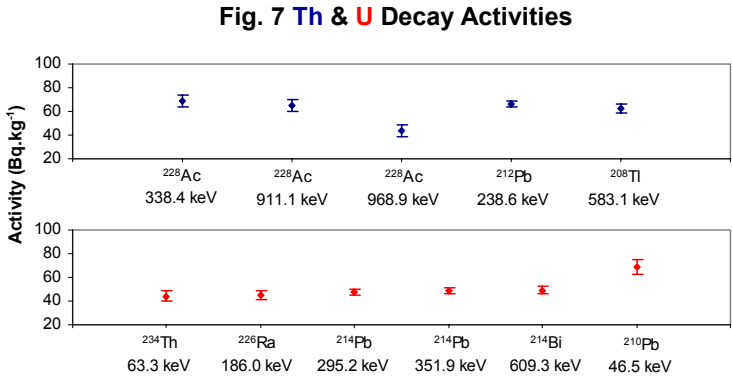 Fig. 7 Th & U Decay Activities
Activity (Bq.kg⁻¹)
100
80
60
40
20
²²⁸Ac ²²⁸Ac ²²⁸Ac ²¹²Pb ²⁰⁸Tl
338.4 keV 911.1 keV 968.9 keV 238.6 keV 583.1 keV
100
80
60
40
20
²³⁴Th ²²⁶Ra ²¹⁴Pb ²¹⁴Pb ²¹⁴Bi ²¹⁰Pb
63.3 keV 186.0 keV 295.2 keV 351.9 keV 609.3 keV 46.5 keV